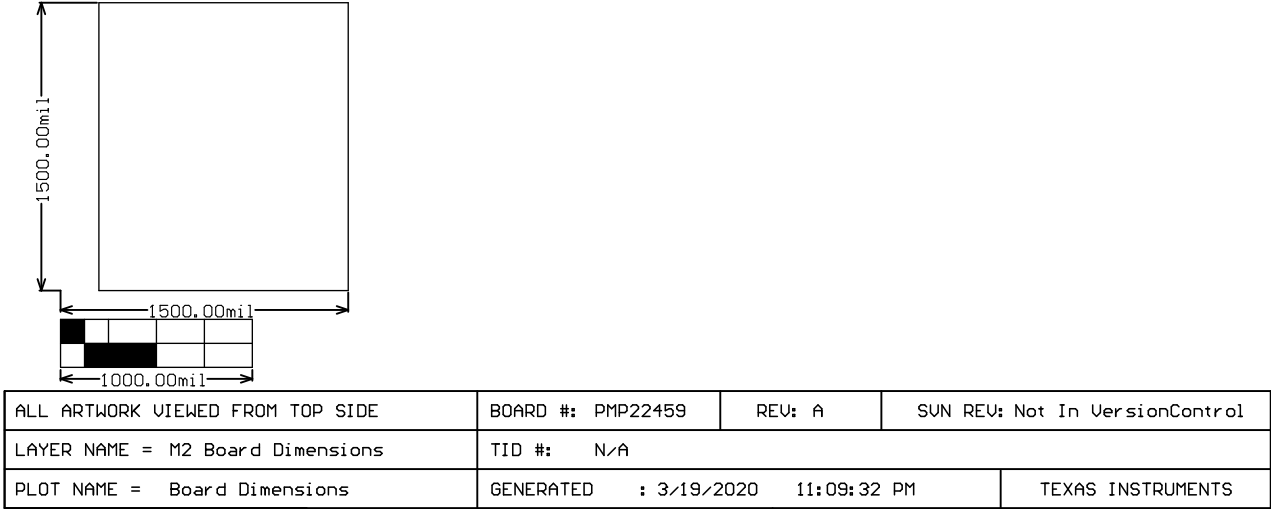 1500.00mil
1500.00mil
1000.00mil
ALL ARTWORK VIEWED FROM TOP SIDE
BOARD #: PMP22459
REV: A
SVN REV: Not In VersionControl
LAYER NAME = M2 Board Dimensions
TID #: N/A
PLOT NAME = Board Dimensions
GENERATED : 3/19/2020 11:09:32 PM
TEXAS INSTRUMENTS